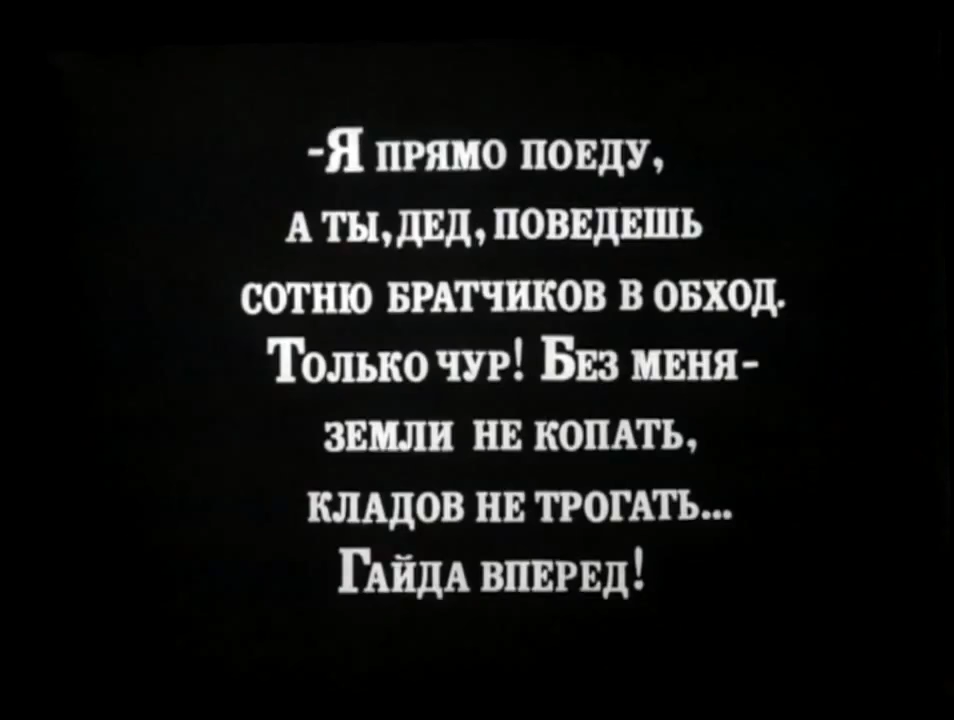 -Я ПРЯМО ПОЕДУ,
А ТЫ, ДЕД, ПОВЕДЕШЬ
СОТНЮ БРАТЧИКОВ В ОБХОД.
ТОЛЬКО ЧУР! БЕЗ МЕНЯ-
ЗЕМЛИ НЕ КОПАТЬ,
КЛАДОВ НЕ ТРОГАТЬ...
ГАЙДА ВПЕРЕД!